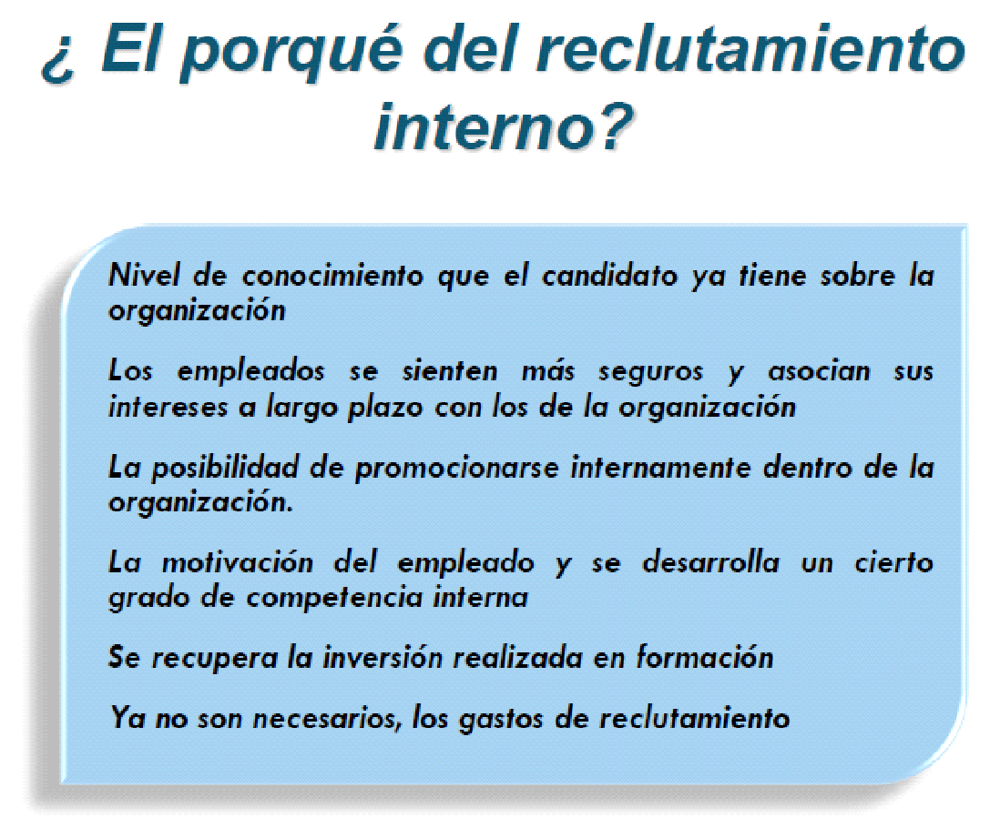 ¿ El porqué del reclutamiento
interno?
Nivel de conocimiento que el candidato ya tiene sobre la
organización
Los empleados se sienten más seguros y asocian sus
intereses a largo plazo con los de la organización
La posibilidad de promocionarse internamente dentro de la
organización.
La motivación del empleado y se desarrolla un cierto
grado de competencia interna
Se recupera la inversión realizada en formación
Ya no son necesarios, los gastos de reclutamiento